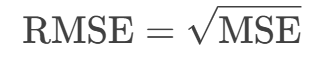 RMSE = √MSE